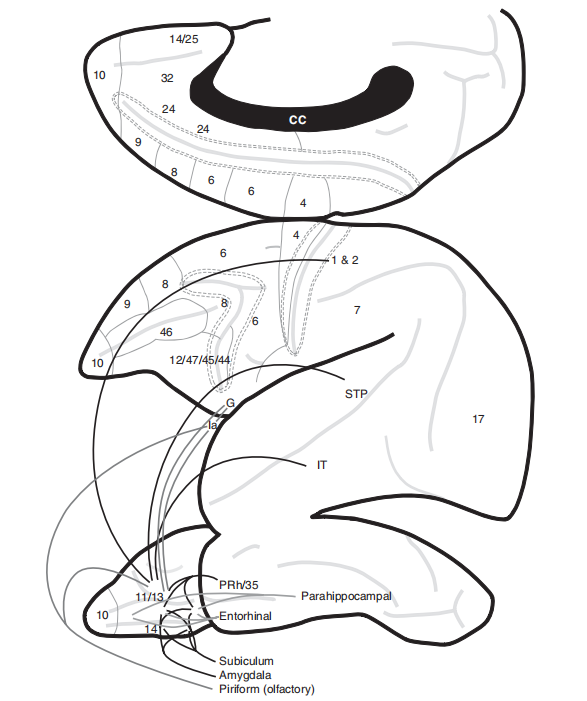 14/25
10
32
24
CC
24
9
8
6
6
4
4
6
1 & 2
8
9
8
7
6
46
12/47/45/44
10
STP
G
17
Ia
IT
PRh/35
11/13
Parahippocampal
10
Entorhinal
14
Subiculum
Amygdala
Piriform (olfactory)